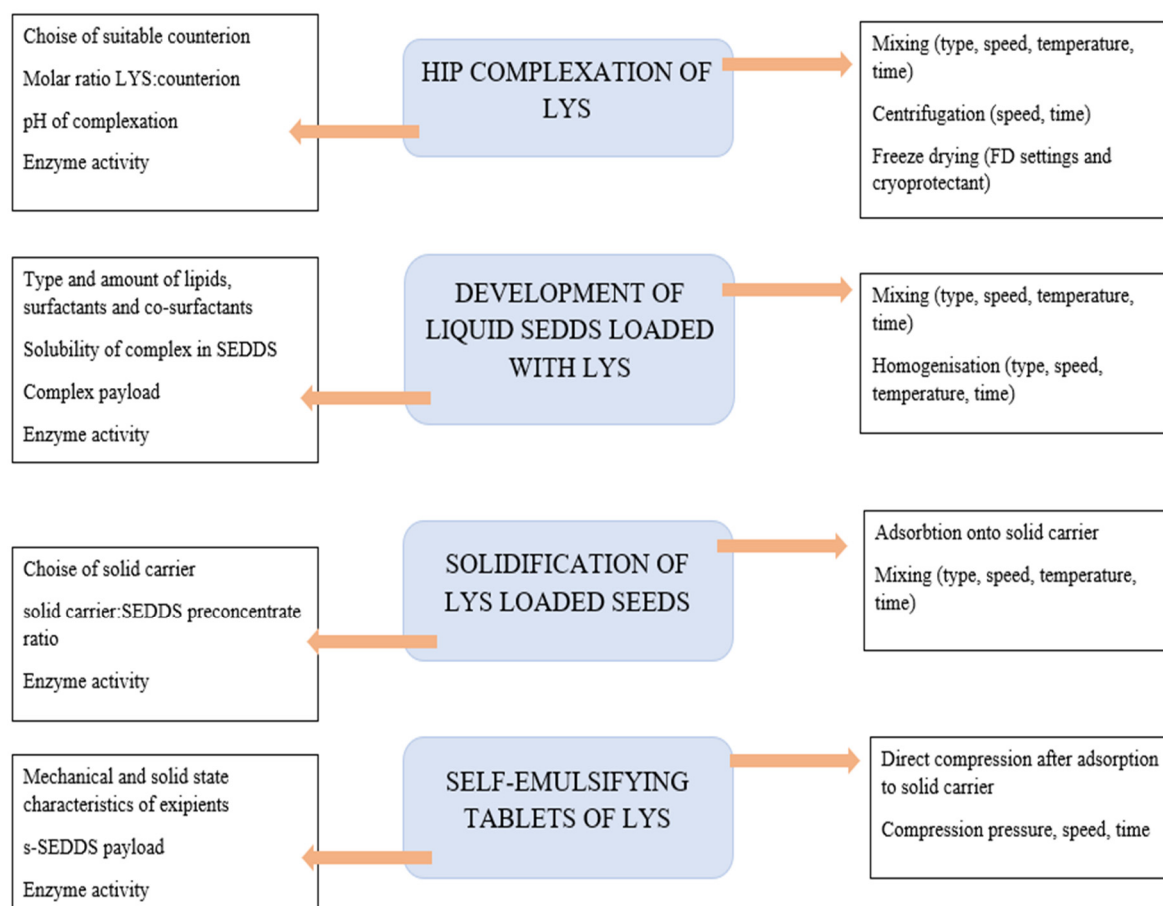 Choise of suitable counterion
Molar ratio LYS:counterion
pH of complexation
Enzyme activity
HIP COMPLEXATION OF
LYS
Mixing (type, speed, temperature,
time)
Centrifugation (speed, time)
Freeze drying (FD settings and
cryoprotectant)
Type and amount of lipids,
surfactants and co-surfactants
Solubility of complex in SEDDS
Complex payload
Enzyme activity
DEVELOPMENT OF
LIQUID SEDDS LOADED
WITH LYS
Mixing (type, speed, temperature,
time)
Homogenisation (type, speed,
temperature, time)
Choise of solid carrier
solid carrier:SEDDS preconcentrate
ratio
Enzyme activity
SOLIDIFICATION OF
LYS LOADED SEEDS
Adsorbtion onto solid carrier
Mixing (type, speed, temperature,
time)
Mechanical and solid state
characteristics of exipients
s-SEDDS payload
Enzyme activity
SELF-EMULSIFYING
TABLETS OF LYS
Direct compression after adsorption
to solid carrier
Compression pressure, speed, time